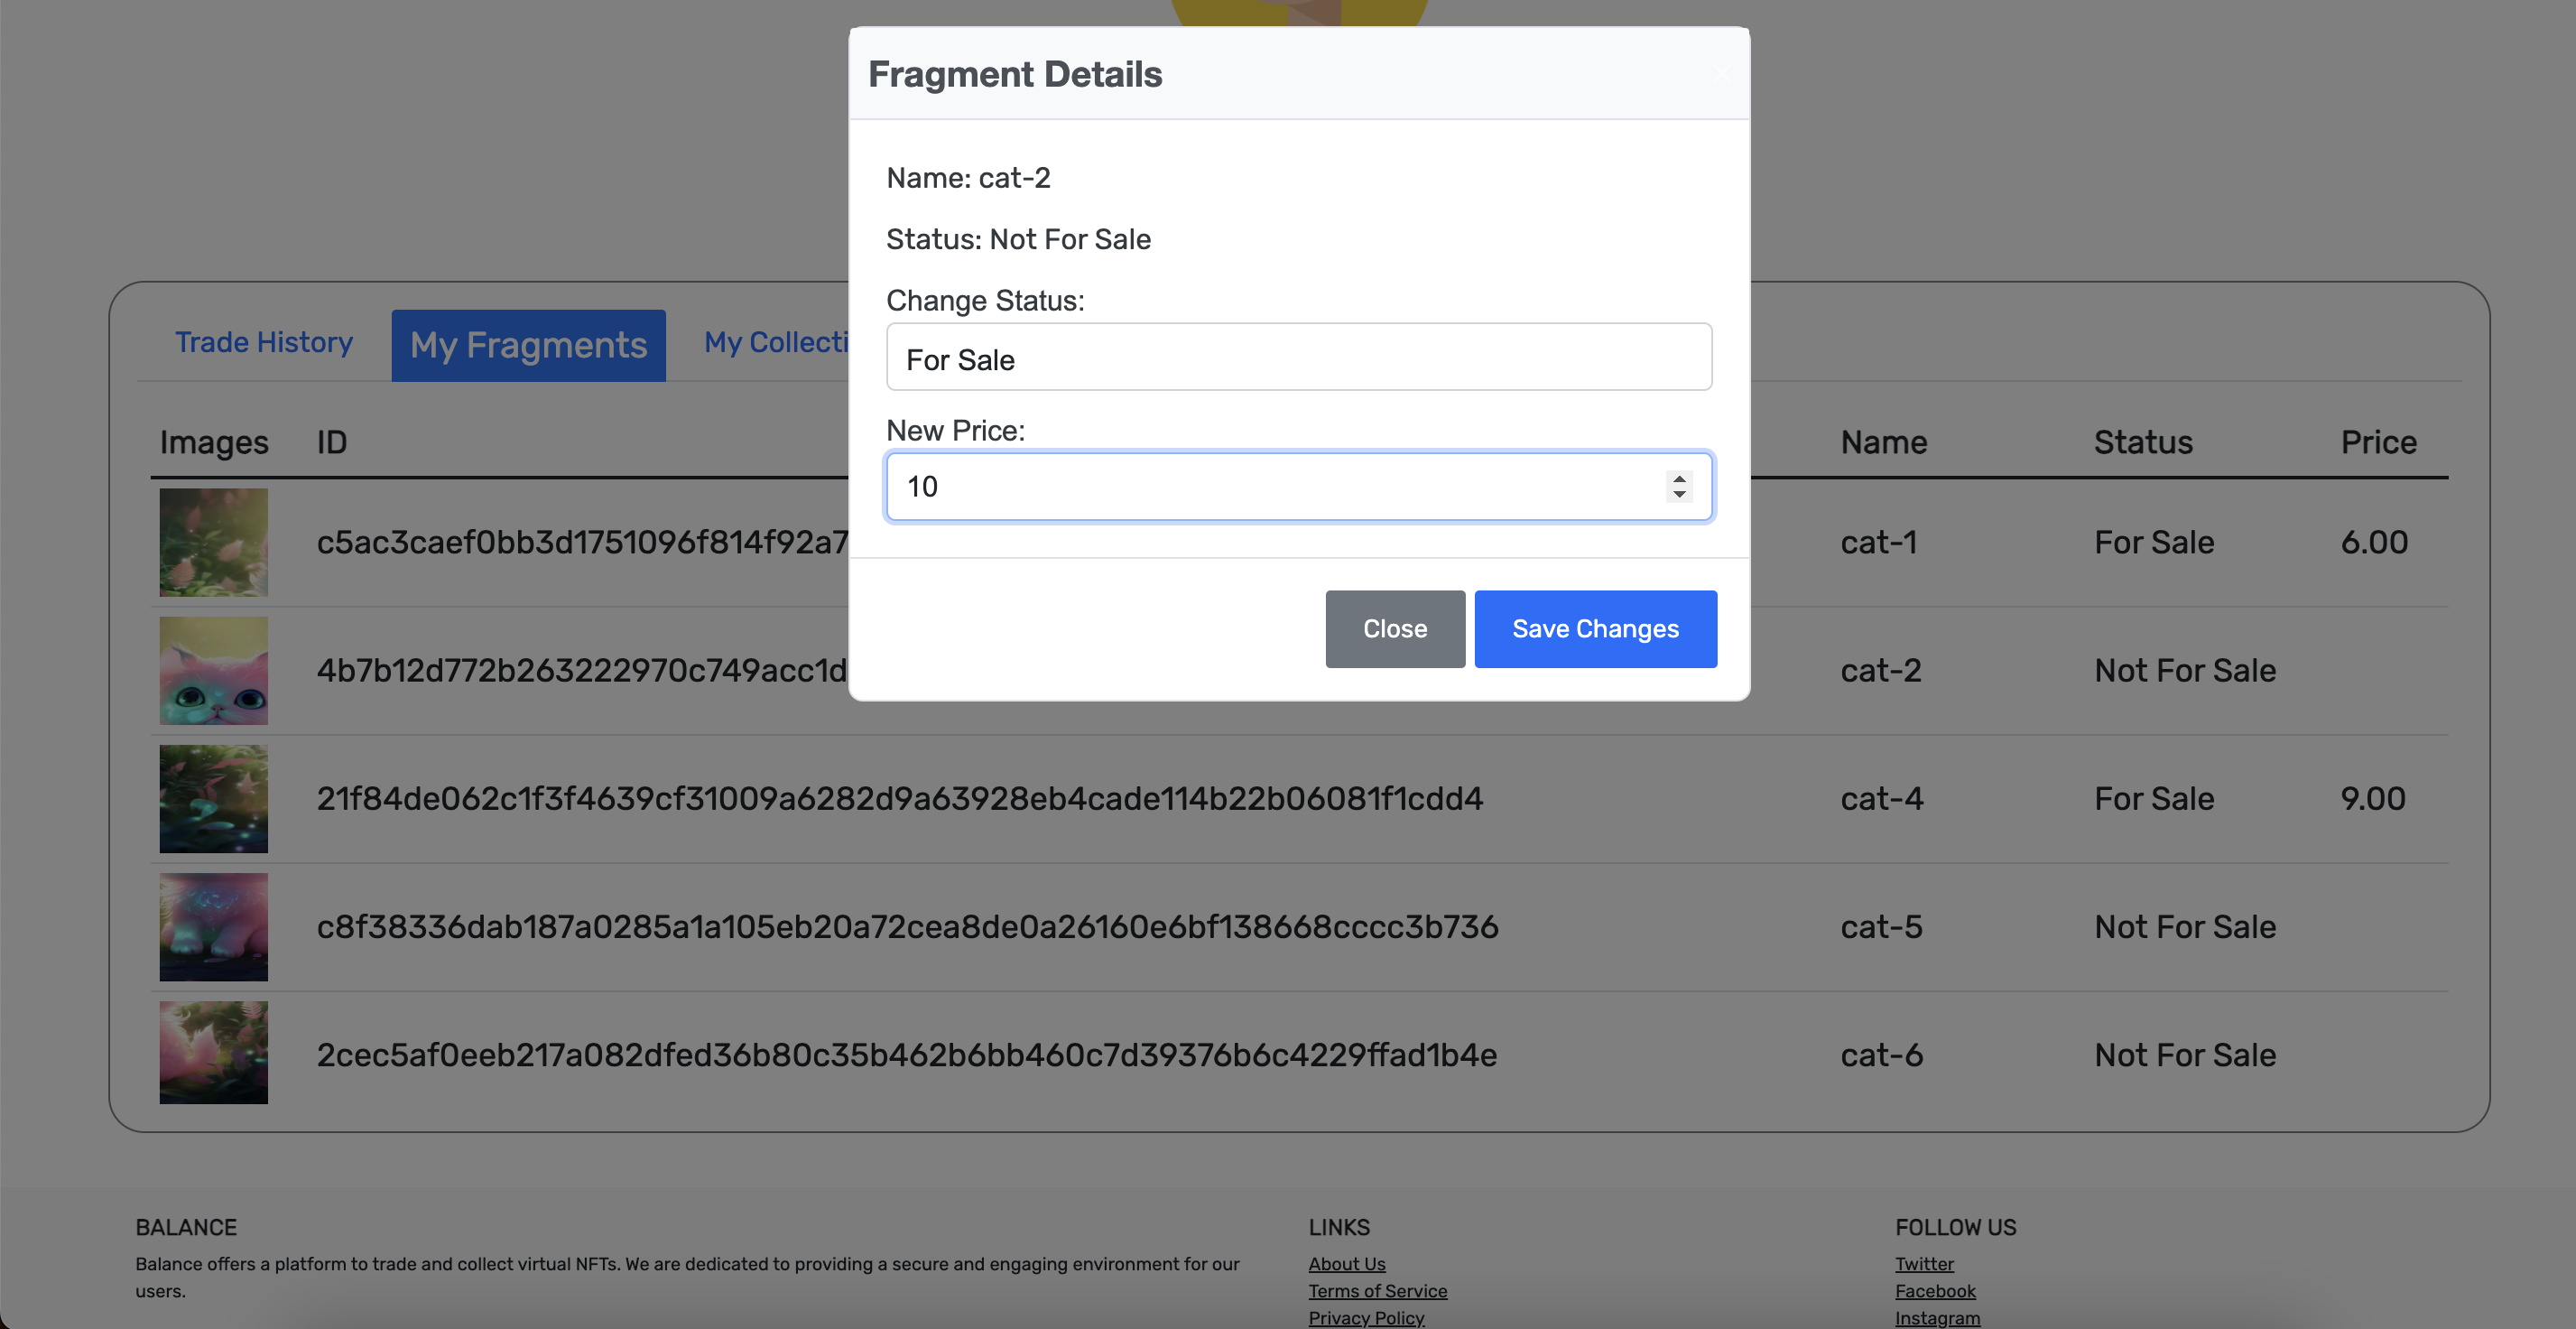 Fragment Details
Name: cat-2
Status: Not For Sale
Change Status:
For Sale
New Price:
10
Close Save Changes
Trade History My Fragments My Collecti
Images ID Name Status Price
c5ac3caef0bb3d1751096f814f92a7 cat-1 For Sale 6.00
4b7b12d772b263222970c749acc1d cat-2 Not For Sale
21f84de062c1f3f4639cf31009a6282d9a63928eb4cade114b22b06081f1cdd4 cat-4 For Sale 9.00
c8f38336dab187a0285a1a105eb20a72cea8de0a26160e6bf138668cccc3b736 cat-5 Not For Sale
2cec5af0eeb217a082dfed36b80c35b462b6bb460c7d39376b6c4229ffad1b4e cat-6 Not For Sale
BALANCE
Balance offers a platform to trade and collect virtual NFTs. We are dedicated to providing a secure and engaging environment for our
users.
LINKS
About Us
Terms of Service
Privacy Policy
FOLLOW US
Twitter
Facebook
Instagram